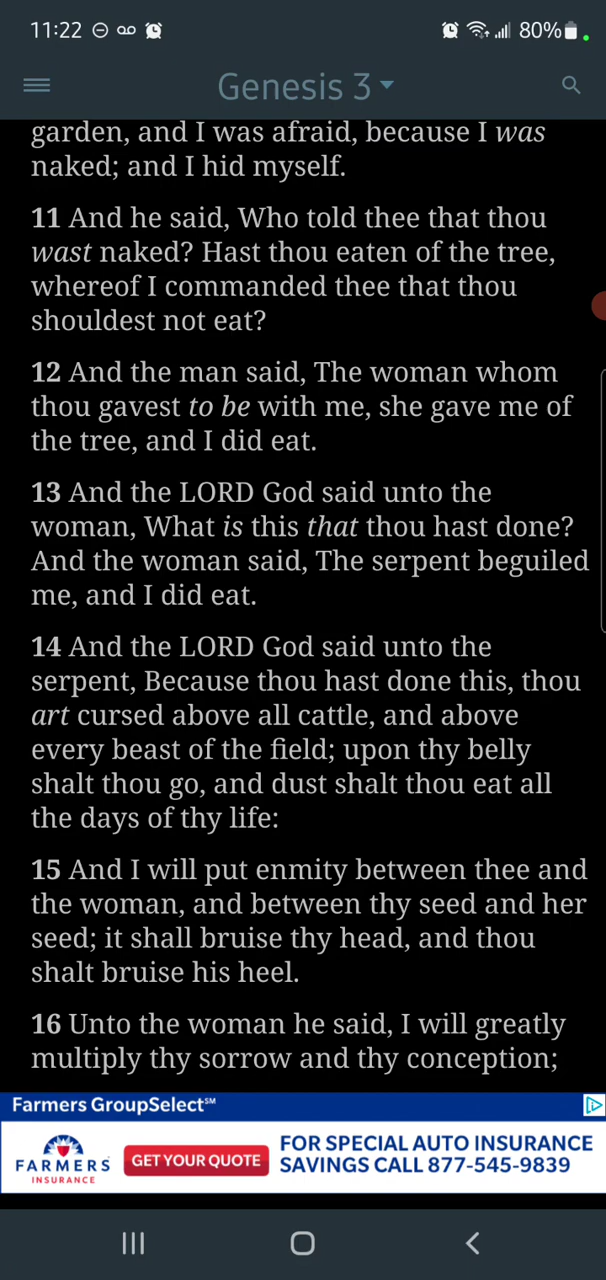 11:22
80%
Genesis 3
garden, and I was afraid, because I was
naked; and I hid myself.
11 And he said, Who told thee that thou
wast naked? Hast thou eaten of the tree,
whereof I commanded thee that thou
shouldest not eat?
12 And the man said, The woman whom
thou gavest to be with me, she gave me of
the tree, and I did eat.
13 And the LORD God said unto the
woman, What is this that thou hast done?
And the woman said, The serpent beguiled
me, and I did eat.
14 And the LORD God said unto the
serpent, Because thou hast done this, thou
art cursed above all cattle, and above
every beast of the field; upon thy belly
shalt thou go, and dust shalt thou eat all
the days of thy life:
15 And I will put enmity between thee and
the woman, and between thy seed and her
seed; it shall bruise thy head, and thou
shalt bruise his heel.
16 Unto the woman he said, I will greatly
multiply thy sorrow and thy conception;
Farmers GroupSelect℠
FARMERS
INSURANCE
GET YOUR QUOTE
FOR SPECIAL AUTO INSURANCE
SAVINGS CALL 877-545-9839